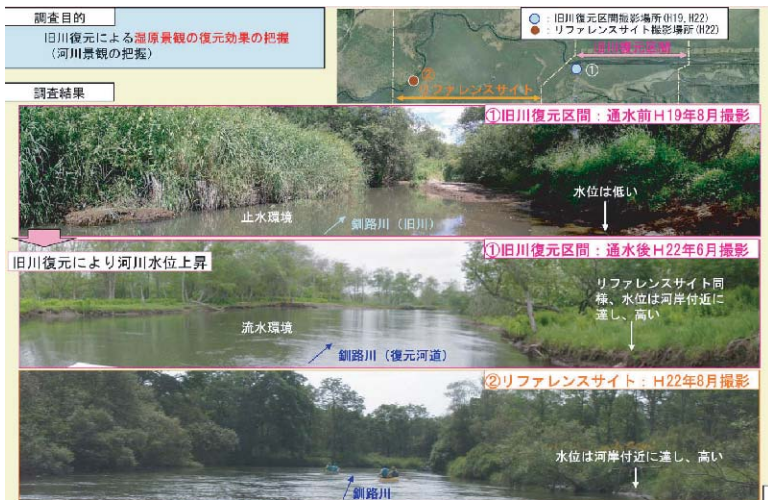 調査目的
旧川復元による湿原景観の復元効果の把握
（河川景観の把握）
：旧川復元区間撮影場所(H19, H22)
：リファレンスサイト撮影場所(H22)
旧川復元区間
①
②
リファレンスサイト
調査結果
①旧川復元区間：通水前H19年8月撮影
水位は低い
止水環境
釧路川（旧川）
①旧川復元区間：通水後H22年6月撮影
旧川復元により河川水位上昇
リファレンスサイト同
様、水位は河岸付近に
達し、高い
流水環境
釧路川（復元河道）
②リファレンスサイト：H22年8月撮影
水位は河岸付近に達し、高い
釧路川